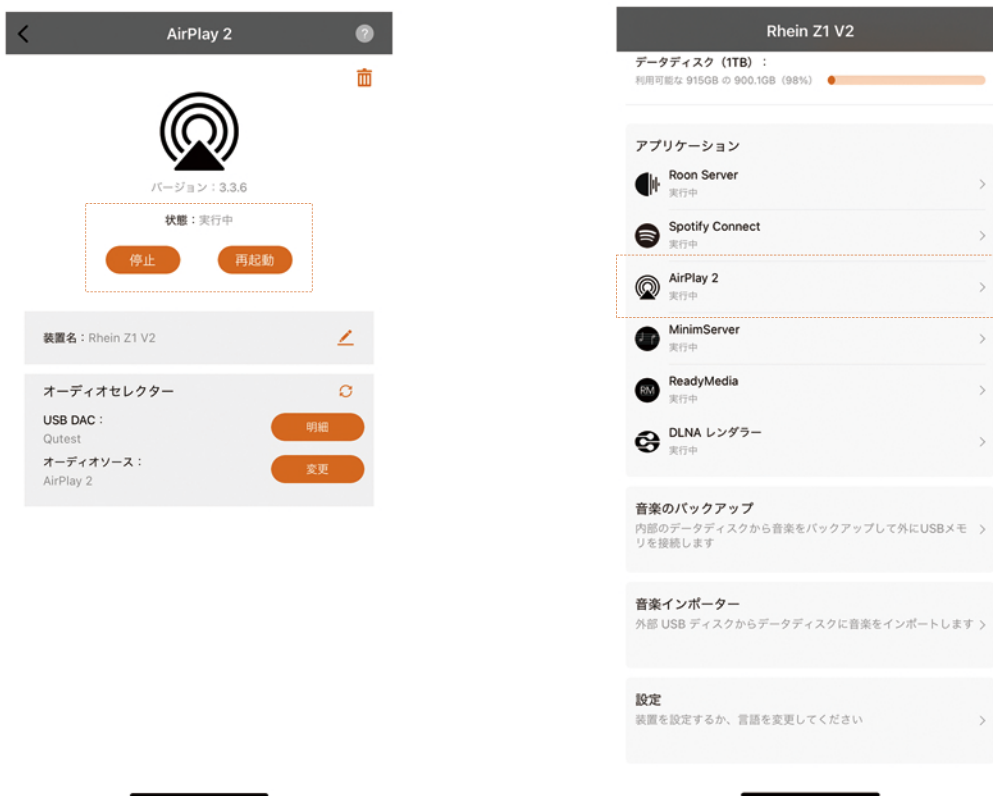 AirPlay 2
?
バージョン：3.3.6
状態：実行中
停止
再起動
装置名：Rhein Z1 V2
オーディオセレクター
USB DAC：
Qutest
明細
オーディオソース：
AirPlay 2
変更
Rhein Z1 V2
データディスク（1TB）：
利用可能な 915GB の 900.1GB（98%）
アプリケーション
Roon Server
実行中
Spotify Connect
実行中
AirPlay 2
実行中
MinimServer
実行中
RM
ReadyMedia
実行中
DLNA レンダラー
実行中
音楽のバックアップ
内部のデータディスクから音楽をバックアップして外にUSBメモ
リを接続します
音楽インポーター
外部 USB ディスクからデータディスクに音楽をインポートします
設定
装置を設定するか、言語を変更してください